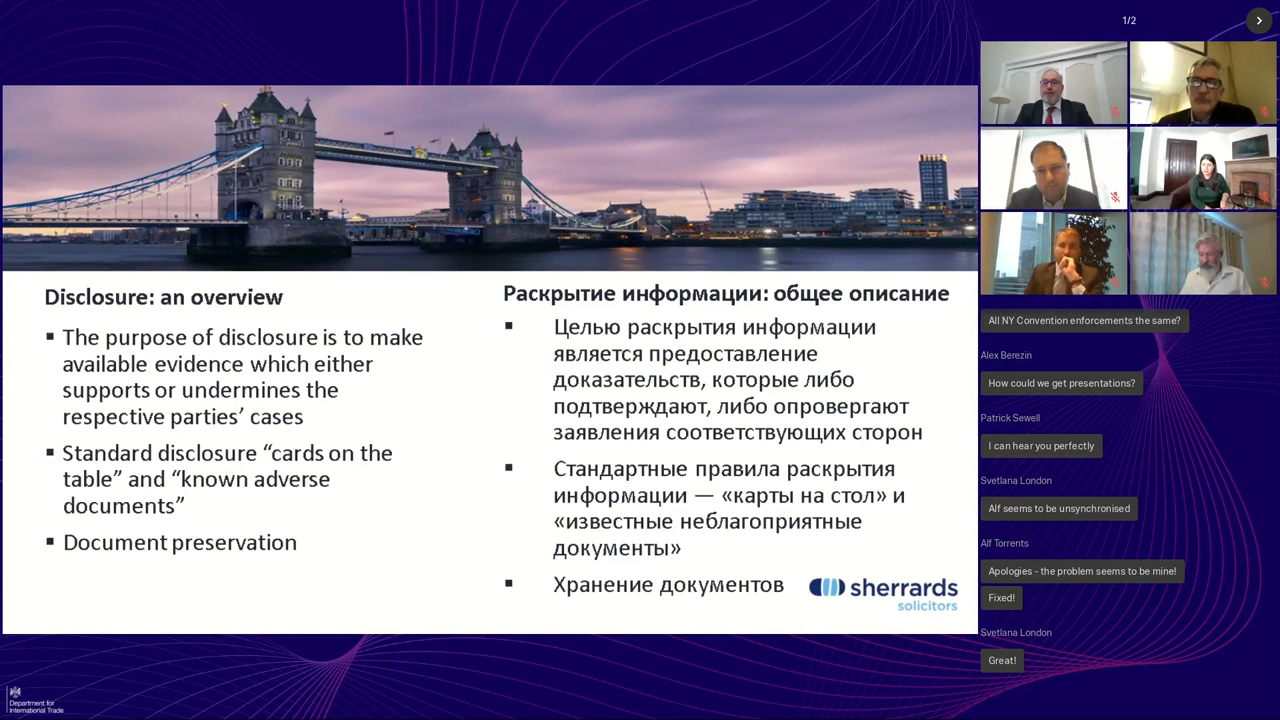 1/2
Disclosure: an overview
▪ The purpose of disclosure is to make
available evidence which either
supports or undermines the
respective parties’ cases
▪ Standard disclosure “cards on the
table” and “known adverse
documents”
▪ Document preservation
Раскрытие информации: общее описание
▪ Целью раскрытия информации
является предоставление
доказательств, которые либо
подтверждают, либо опровергают
заявления соответствующих сторон
▪ Стандартные правила раскрытия
информации — «карты на стол» и
«известные неблагоприятные
документы»
▪ Хранение документов
sherrards
solicitors
All NY Convention enforcements the same?
Alex Berezin
How could we get presentations?
Patrick Sewell
I can hear you perfectly
Svetlana London
Alf seems to be unsynchronised
Alf Torrents
Apologies - the problem seems to be mine!
Fixed!
Svetlana London
Great!
Department for
International Trade